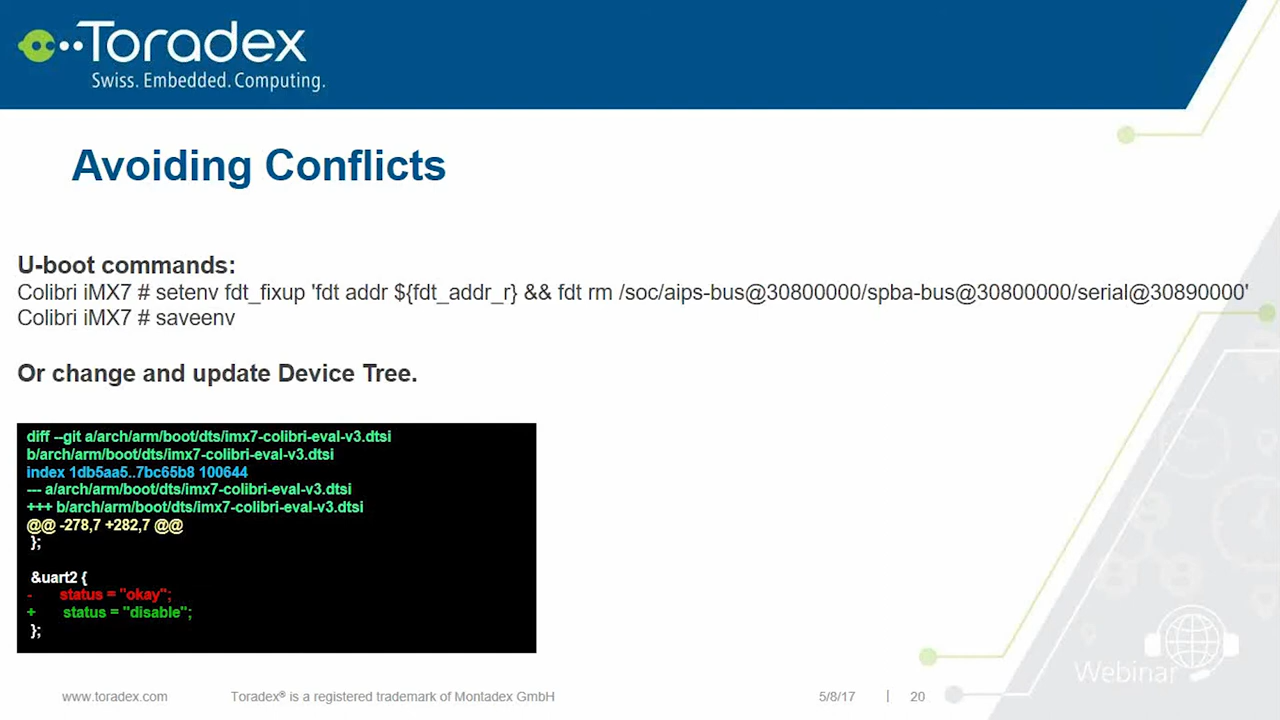 Toradex
Swiss. Embedded. Computing.
Avoiding Conflicts
U-boot commands:
Colibri iMX7 # setenv fdt_fixup 'fdt addr ${fdt_addr_r} && fdt rm /soc/aips-bus@30800000/spba-bus@30800000/serial@30890000'
Colibri iMX7 # saveenv
Or change and update Device Tree.
diff --git a/arch/arm/boot/dts/imx7-colibri-eval-v3.dtsi
b/arch/arm/boot/dts/imx7-colibri-eval-v3.dtsi
index 1db5aa5..7bc65b8 100644
--- a/arch/arm/boot/dts/imx7-colibri-eval-v3.dtsi
+++ b/arch/arm/boot/dts/imx7-colibri-eval-v3.dtsi
@@ -278,7 +282,7 @@
};
&uart2 {
- status = "okay";
+ status = "disable";
};
Webinar
www.toradex.com Toradex® is a registered trademark of Montadex GmbH 5/8/17 | 20